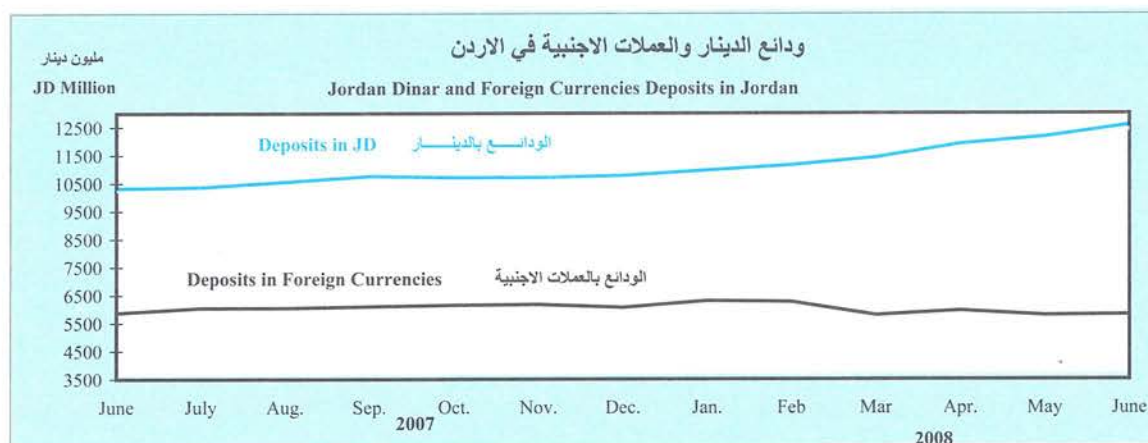 ودائع الدينار والعملات الاجنبية في الاردن
مليون دينار
JD Million
Jordan Dinar and Foreign Currencies Deposits in Jordan
12500
11500
10500
9500
8500
7500
6500
5500
4500
3500
Deposits in JD الودائـــع بالدينـــــار
Deposits in Foreign Currencies الودائع بالعملات الاجنبية
June July Aug. Sep. Oct. Nov. Dec. Jan. Feb Mar Apr. May June
2007 2008